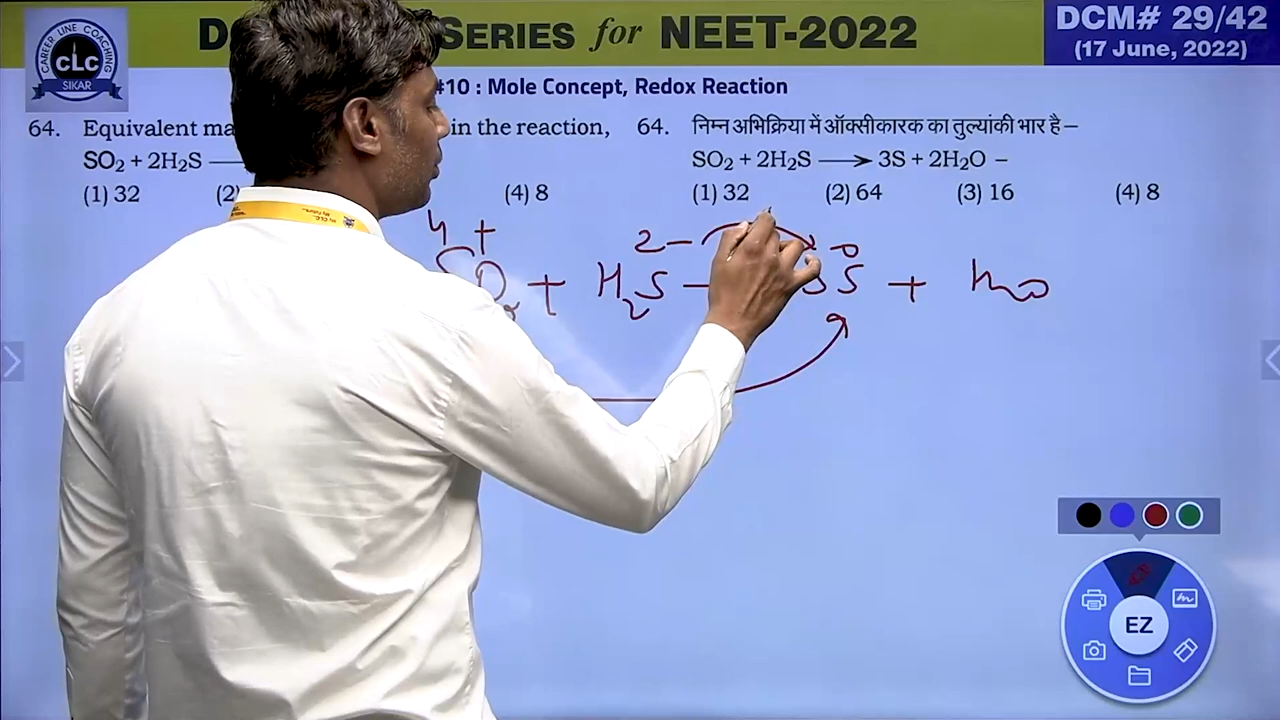 SERIES for NEET-2022
DCM# 29/42
(17 June, 2022)
CAREER LINE COACHING
CLC
SIKAR
#10 : Mole Concept, Redox Reaction
64. Equivalent in the reaction,
SO₂ + 2H₂S ⟶
(1) 32 (2) (4) 8
64. निम्न अभिक्रिया में ऑक्सीकारक का तुल्यांकी भार है–
SO₂ + 2H₂S ⟶ 3S + 2H₂O –
(1) 32 (2) 64 (3) 16 (4) 8
4+ 2– 0
SO₂ + H₂S – 3S + H₂O
EZ